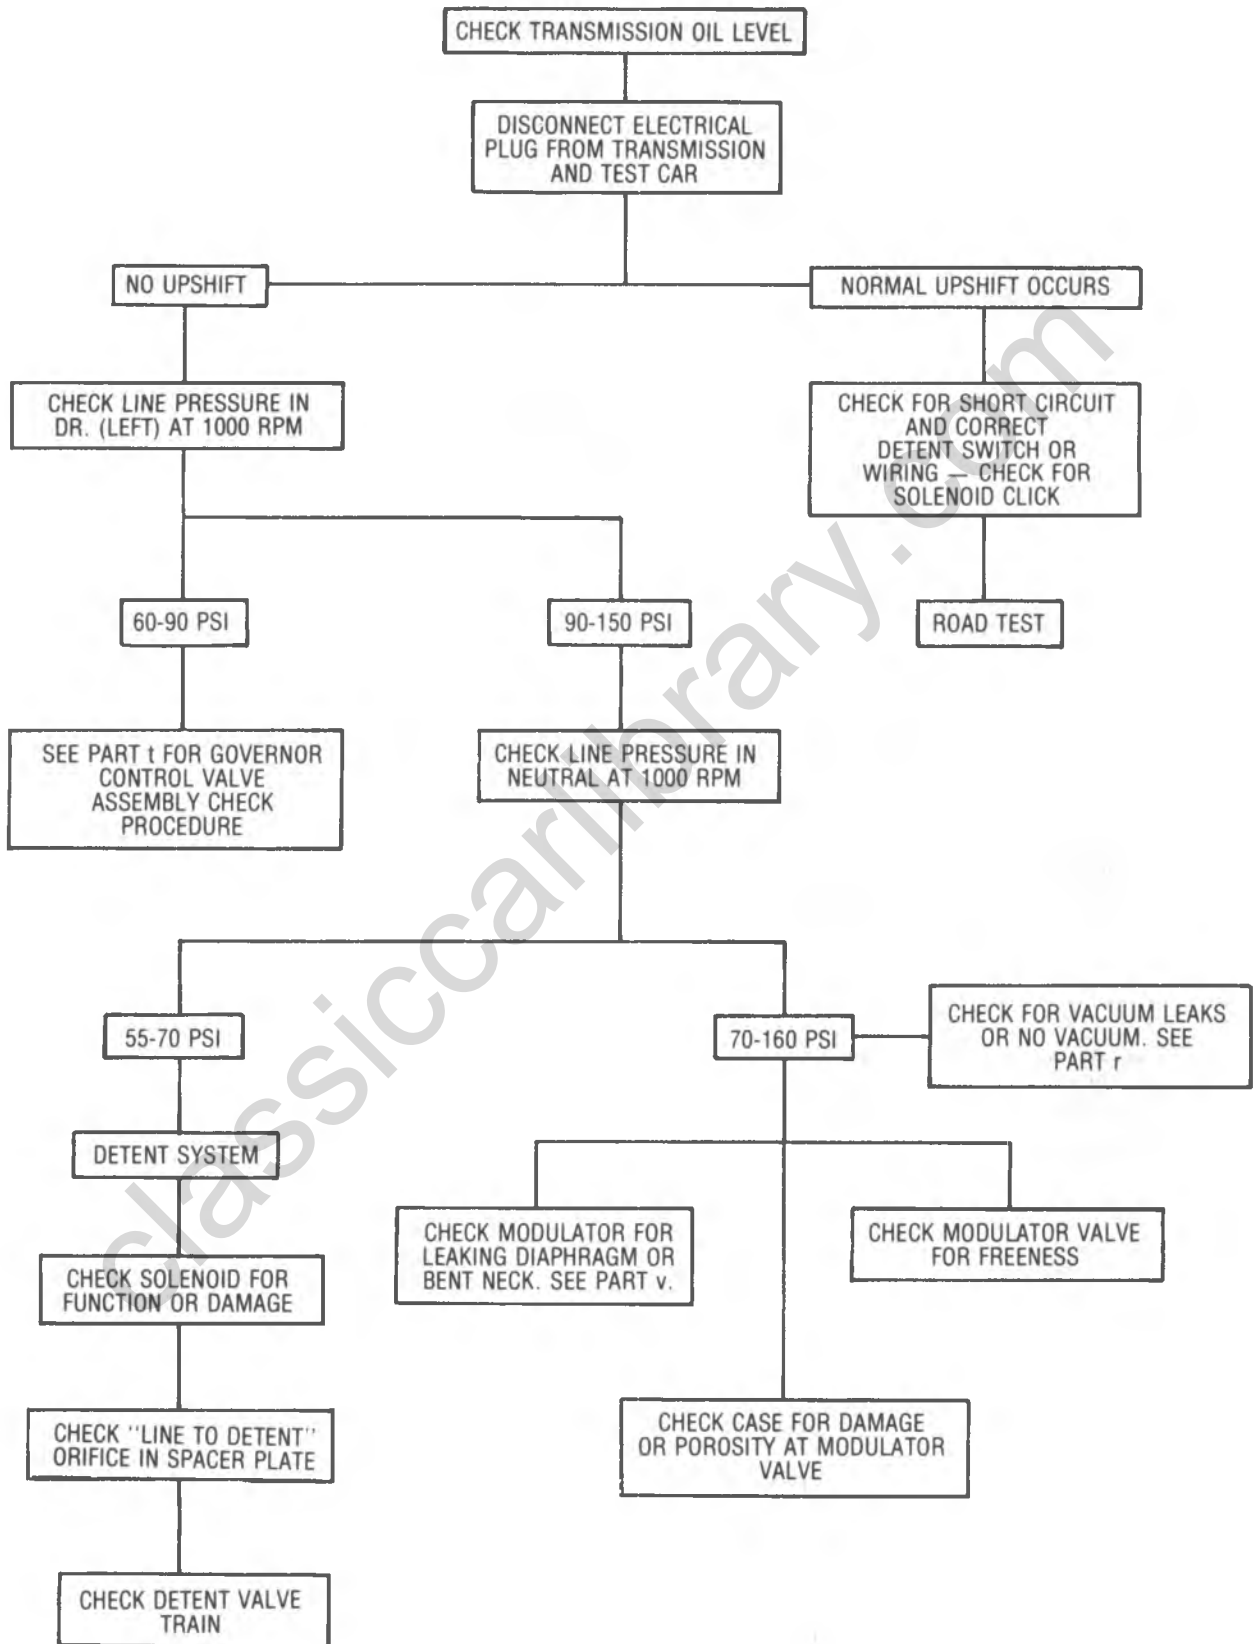 CHECK TRANSMISSION OIL LEVEL
DISCONNECT ELECTRICAL
PLUG FROM TRANSMISSION
AND TEST CAR
NO UPSHIFT
NORMAL UPSHIFT OCCURS
CHECK LINE PRESSURE IN
DR. (LEFT) AT 1000 RPM
CHECK FOR SHORT CIRCUIT
AND CORRECT
DETENT SWITCH OR
WIRING — CHECK FOR
SOLENOID CLICK
60-90 PSI
90-150 PSI
ROAD TEST
SEE PART t FOR GOVERNOR
CONTROL VALVE
ASSEMBLY CHECK
PROCEDURE
CHECK LINE PRESSURE IN
NEUTRAL AT 1000 RPM
55-70 PSI
70-160 PSI
CHECK FOR VACUUM LEAKS
OR NO VACUUM. SEE
PART r
DETENT SYSTEM
CHECK MODULATOR FOR
LEAKING DIAPHRAGM OR
BENT NECK. SEE PART v.
CHECK MODULATOR VALVE
FOR FREENESS
CHECK SOLENOID FOR
FUNCTION OR DAMAGE
CHECK "LINE TO DETENT"
ORIFICE IN SPACER PLATE
CHECK CASE FOR DAMAGE
OR POROSITY AT MODULATOR
VALVE
CHECK DETENT VALVE
TRAIN
classiccarlibrary.com